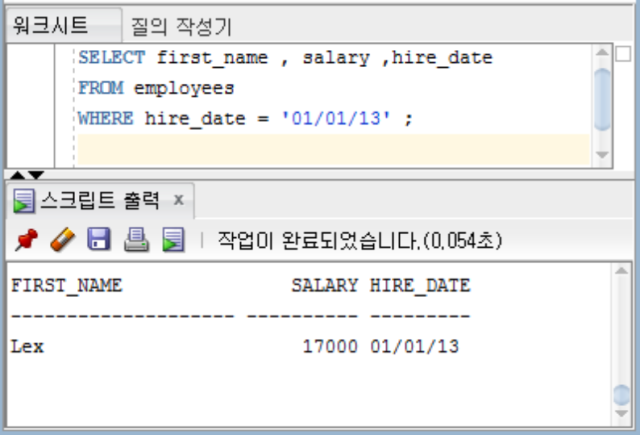 워크시트 질의 작성기
SELECT first_name , salary ,hire_date
FROM employees
WHERE hire_date = '01/01/13' ;
스크립트 출력 x
작업이 완료되었습니다.(0.054초)
FIRST_NAME SALARY HIRE_DATE
-------------------- ---------- ---------
Lex 17000 01/01/13